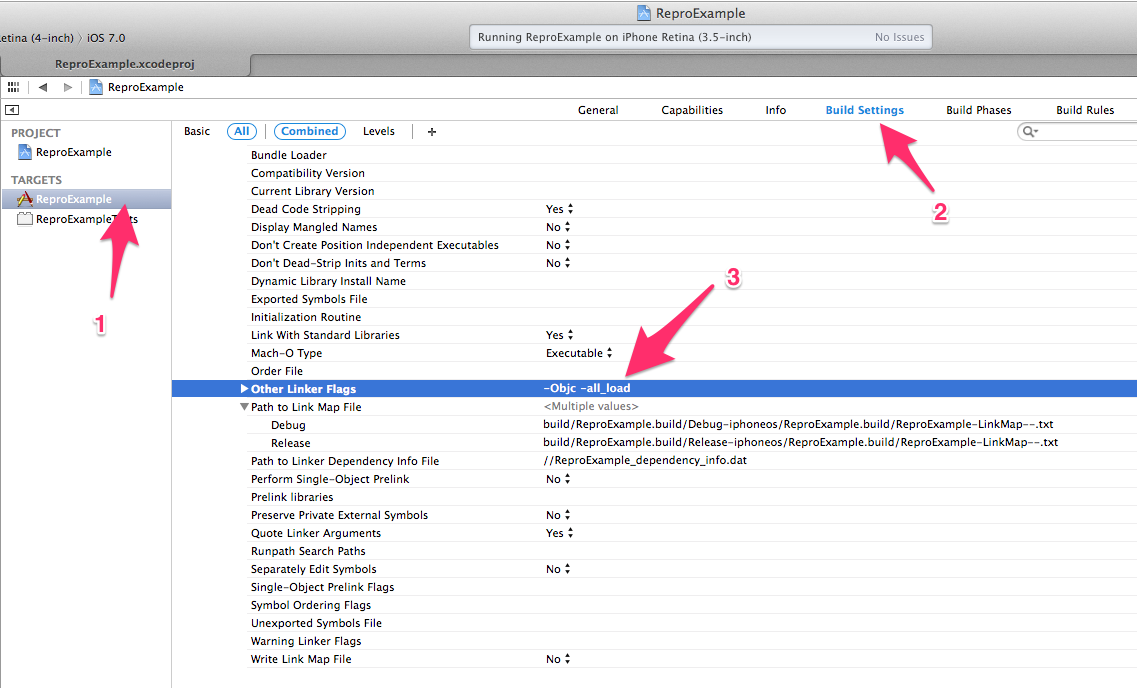 ReproExample
etina (4-inch) 〉 iOS 7.0
Running ReproExample on iPhone Retina (3.5-inch) No Issues
ReproExample.xcodeproj
ReproExample
General Capabilities Info Build Settings Build Phases Build Rules
PROJECT
ReproExample
TARGETS
ReproExample
ReproExampleTests
1
2
3
Basic All Combined Levels +
Bundle Loader
Compatibility Version
Current Library Version
Dead Code Stripping Yes
Display Mangled Names No
Don't Create Position Independent Executables No
Don't Dead-Strip Inits and Terms No
Dynamic Library Install Name
Exported Symbols File
Initialization Routine
Link With Standard Libraries Yes
Mach-O Type Executable
Order File
Other Linker Flags -Objc -all_load
Path to Link Map File <Multiple values>
Debug build/ReproExample.build/Debug-iphoneos/ReproExample.build/ReproExample-LinkMap--.txt
Release build/ReproExample.build/Release-iphoneos/ReproExample.build/ReproExample-LinkMap--.txt
Path to Linker Dependency Info File //ReproExample_dependency_info.dat
Perform Single-Object Prelink No
Prelink libraries
Preserve Private External Symbols No
Quote Linker Arguments Yes
Runpath Search Paths
Separately Edit Symbols No
Single-Object Prelink Flags
Symbol Ordering Flags
Unexported Symbols File
Warning Linker Flags
Write Link Map File No